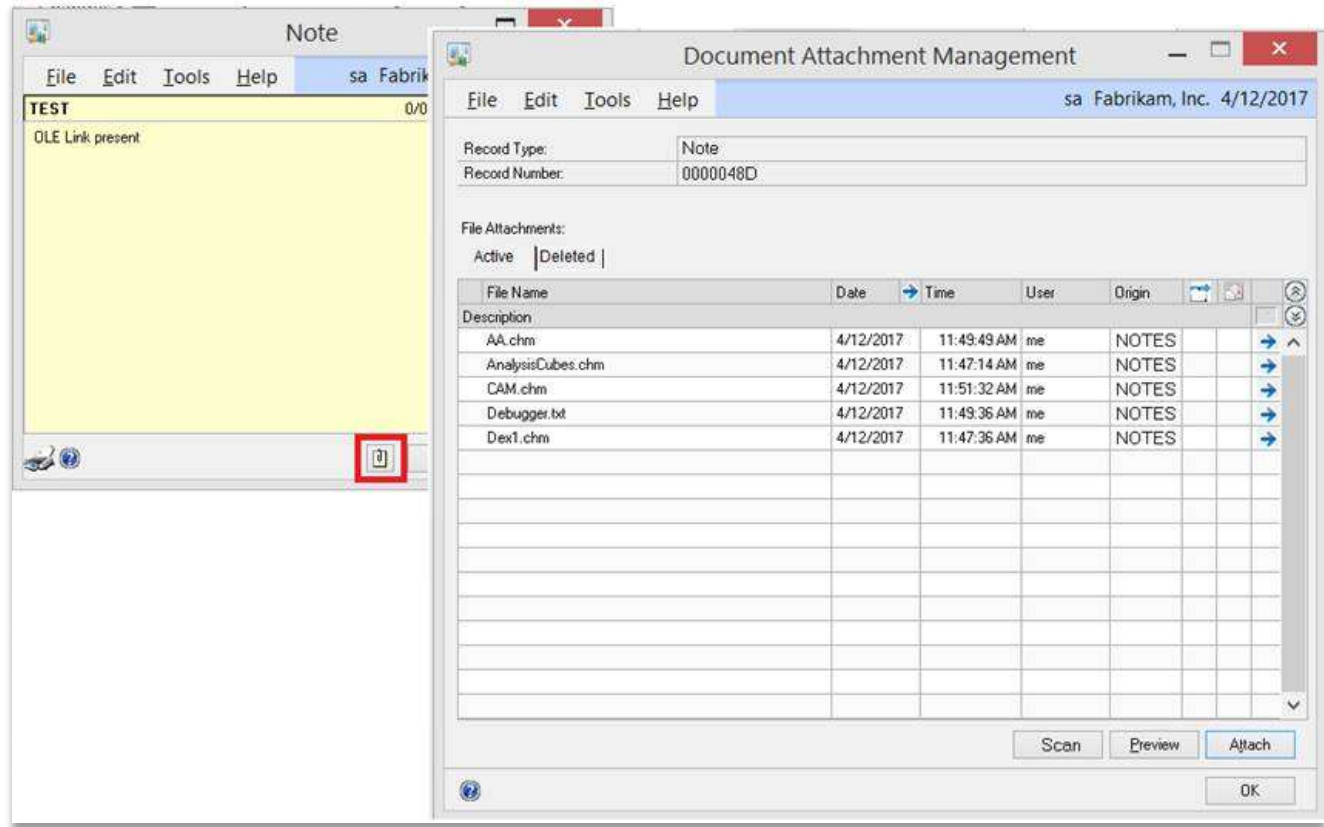 Note
File Edit Tools Help sa Fabrik
TEST 0/0
OLE Link present
Document Attachment Management
File Edit Tools Help sa Fabrikam, Inc. 4/12/2017
Record Type: Note
Record Number: 0000048D
File Attachments:
Active Deleted
File Name Date Time User Origin
Description
AA.chm 4/12/2017 11:49:49 AM me NOTES
AnalysisCubes.chm 4/12/2017 11:47:14 AM me NOTES
CAM.chm 4/12/2017 11:51:32 AM me NOTES
Debugger.txt 4/12/2017 11:49:36 AM me NOTES
Dex1.chm 4/12/2017 11:47:36 AM me NOTES
Scan Preview Attach
OK